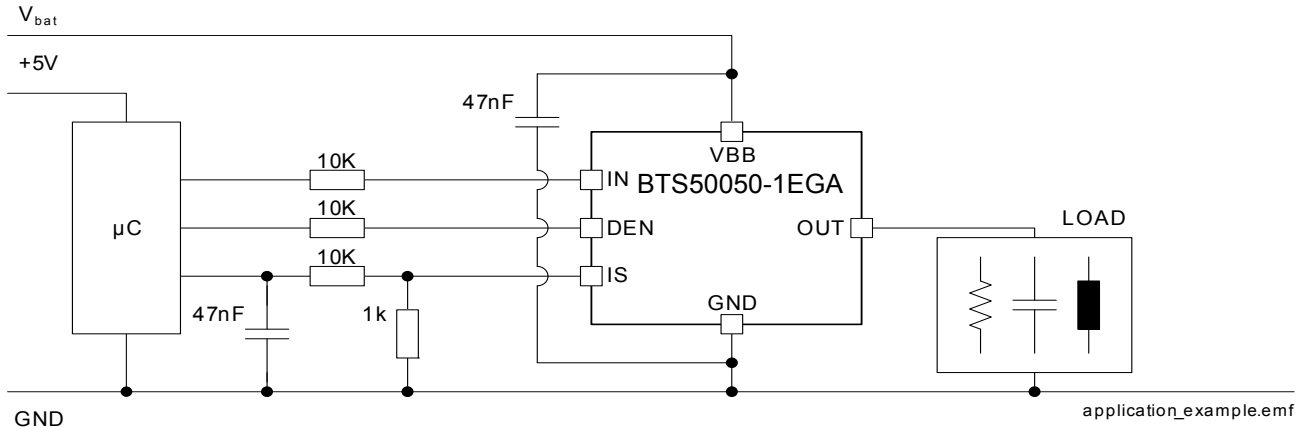 Vbat
+5V
47nF
VBB
10K
IN
BTS50050-1EGA
10K
µC
DEN
OUT
LOAD
10K
IS
GND
47nF
1k
GND
application_example.emf